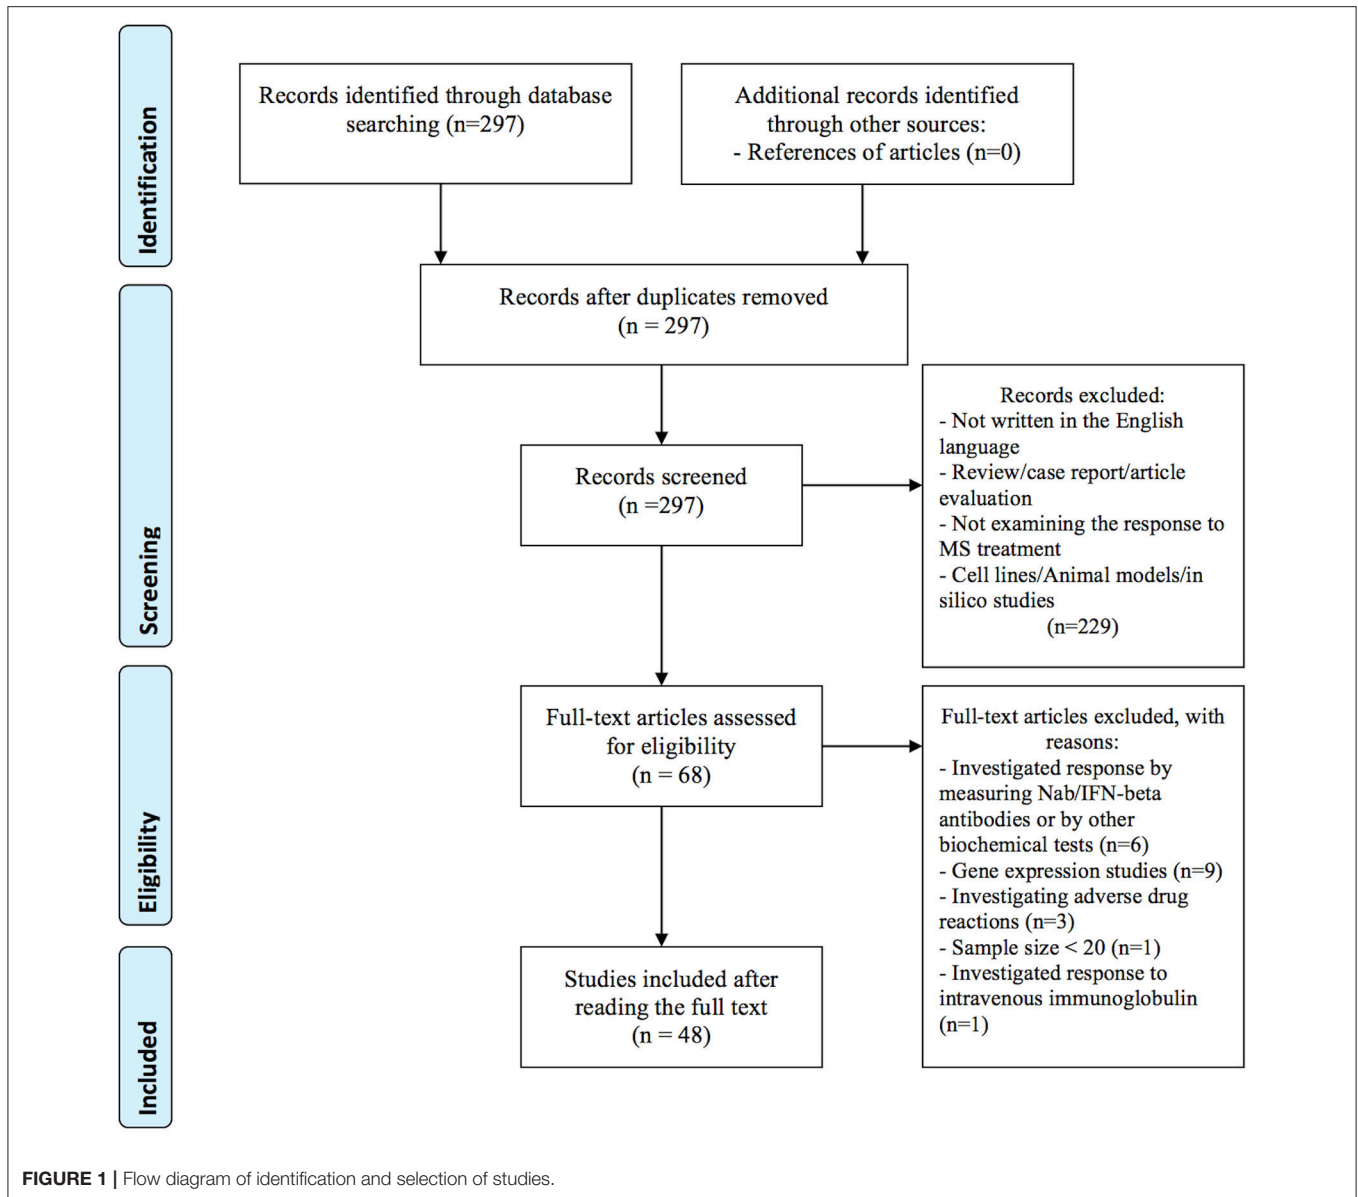 Identification
Records identified through database
searching (n=297)
Additional records identified
through other sources:
- References of articles (n=0)
Records after duplicates removed
(n = 297)
Screening
Records screened
(n =297)
Records excluded:
- Not written in the English
language
- Review/case report/article
evaluation
- Not examining the response to
MS treatment
- Cell lines/Animal models/in
silico studies
(n=229)
Eligibility
Full-text articles assessed
for eligibility
(n = 68)
Full-text articles excluded, with
reasons:
- Investigated response by
measuring Nab/IFN-beta
antibodies or by other
biochemical tests (n=6)
- Gene expression studies (n=9)
- Investigating adverse drug
reactions (n=3)
- Sample size < 20 (n=1)
- Investigated response to
intravenous immunoglobulin
(n=1)
Included
Studies included after
reading the full text
(n = 48)
FIGURE 1 | Flow diagram of identification and selection of studies.